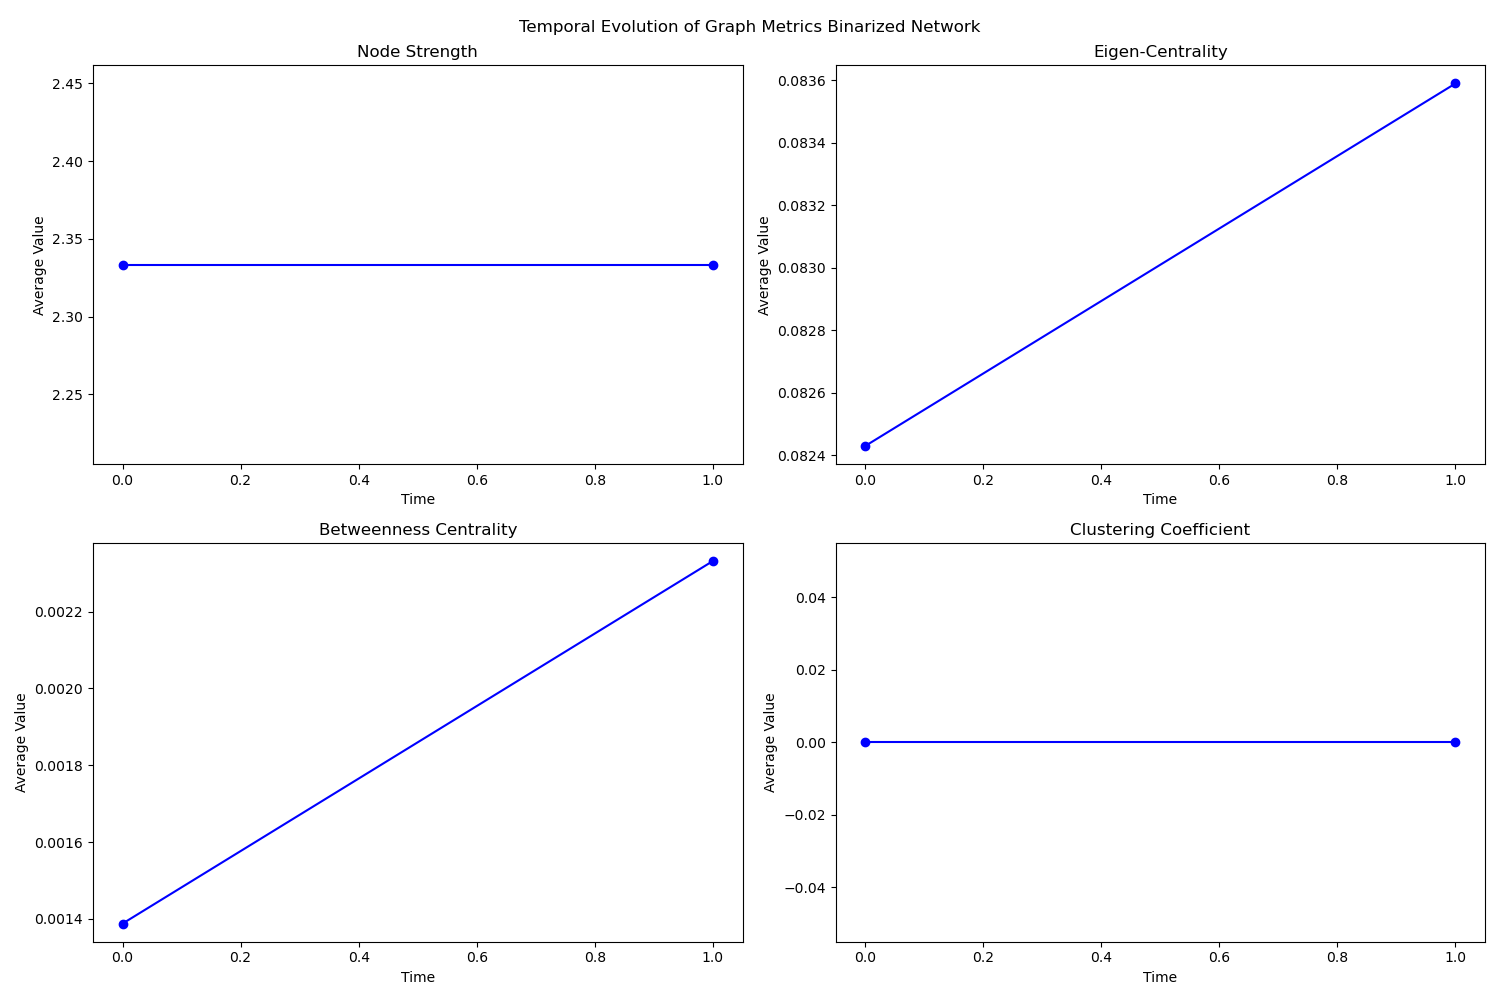 Temporal Evolution of Graph Metrics Binarized Network
Node Strength
2.45
2.40
2.35
2.30
2.25
Average Value
0.0 0.2 0.4 0.6 0.8 1.0
Time
Eigen-Centrality
0.0836
0.0834
0.0832
0.0830
0.0828
0.0826
0.0824
Average Value
0.0 0.2 0.4 0.6 0.8 1.0
Time
Betweenness Centrality
0.0022
0.0020
0.0018
0.0016
0.0014
Average Value
0.0 0.2 0.4 0.6 0.8 1.0
Time
Clustering Coefficient
0.04
0.02
0.00
−0.02
−0.04
Average Value
0.0 0.2 0.4 0.6 0.8 1.0
Time